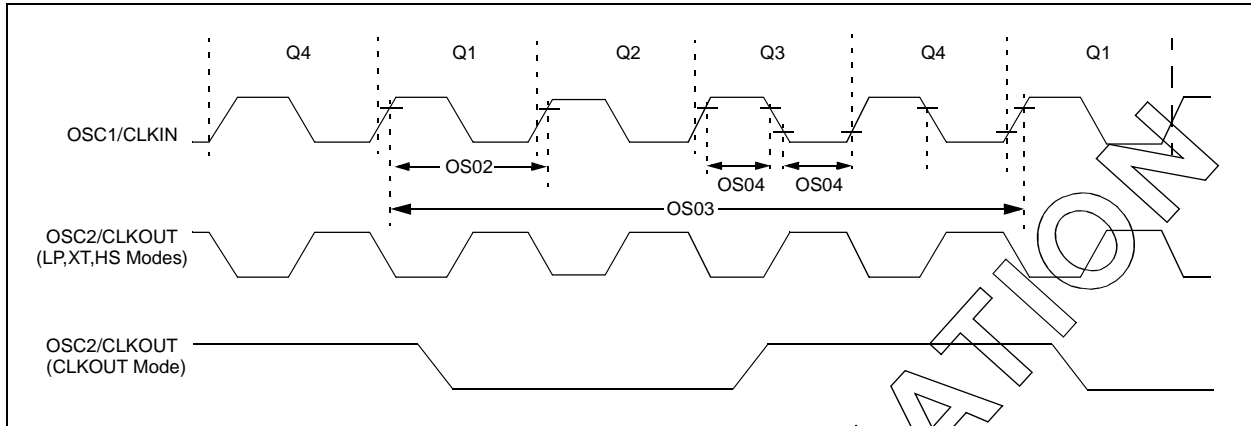 Q4 Q1 Q2 Q3 Q4 Q1
OSC1/CLKIN
OS02
OS04 OS04
OS03
OSC2/CLKOUT
(LP,XT,HS Modes)
OSC2/CLKOUT
(CLKOUT Mode)
ATION